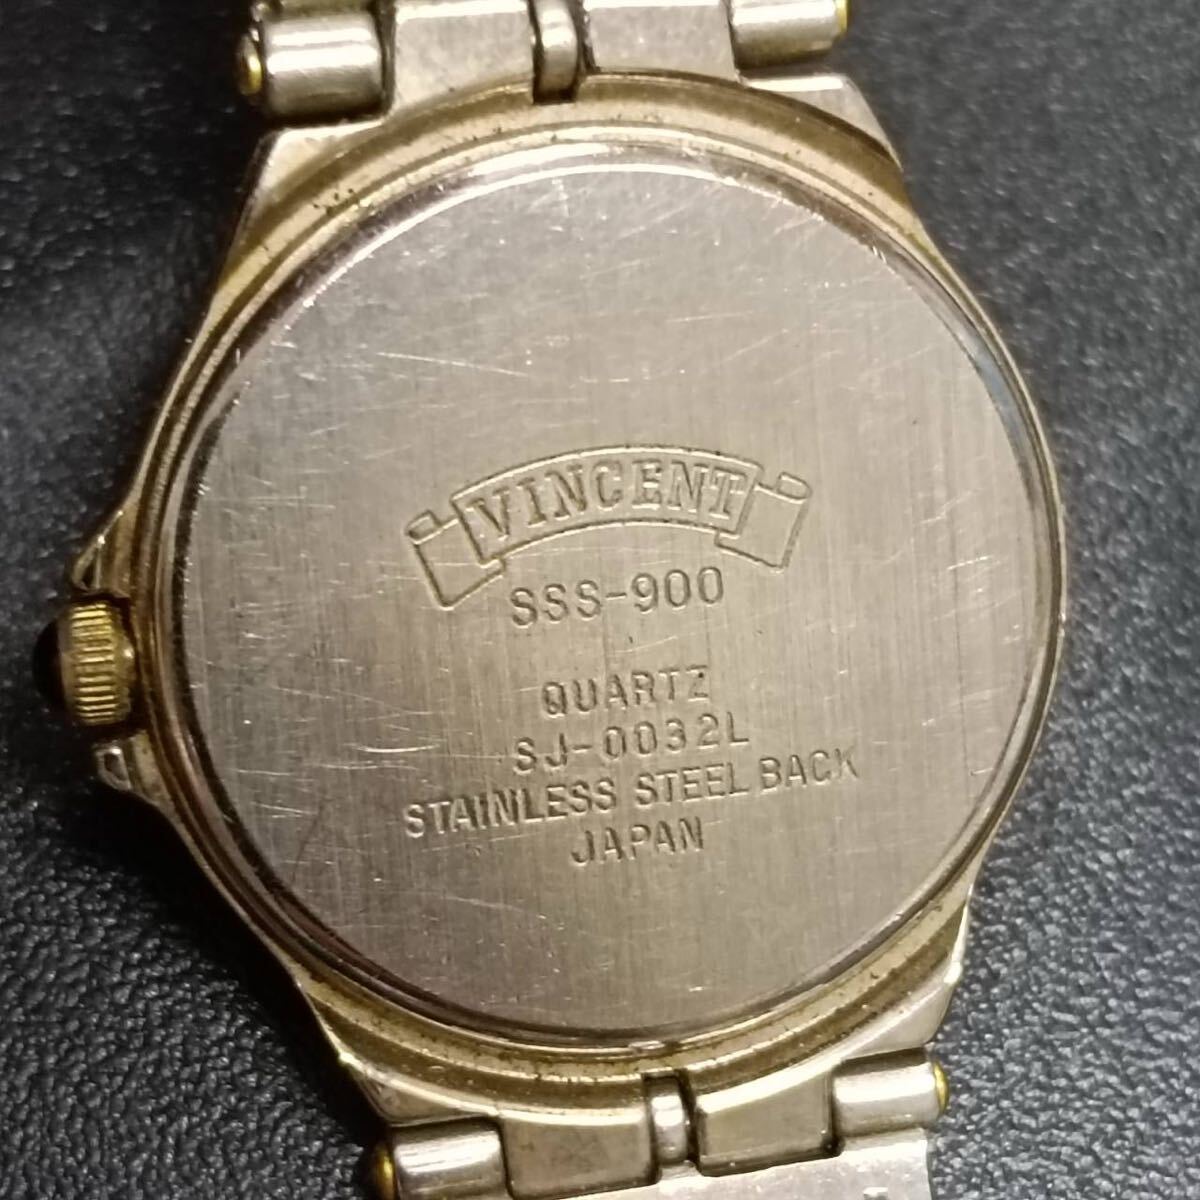 VINCENT
SSS-900
QUARTZ
SJ-0032L
STAINLESS STEEL BACK
JAPAN